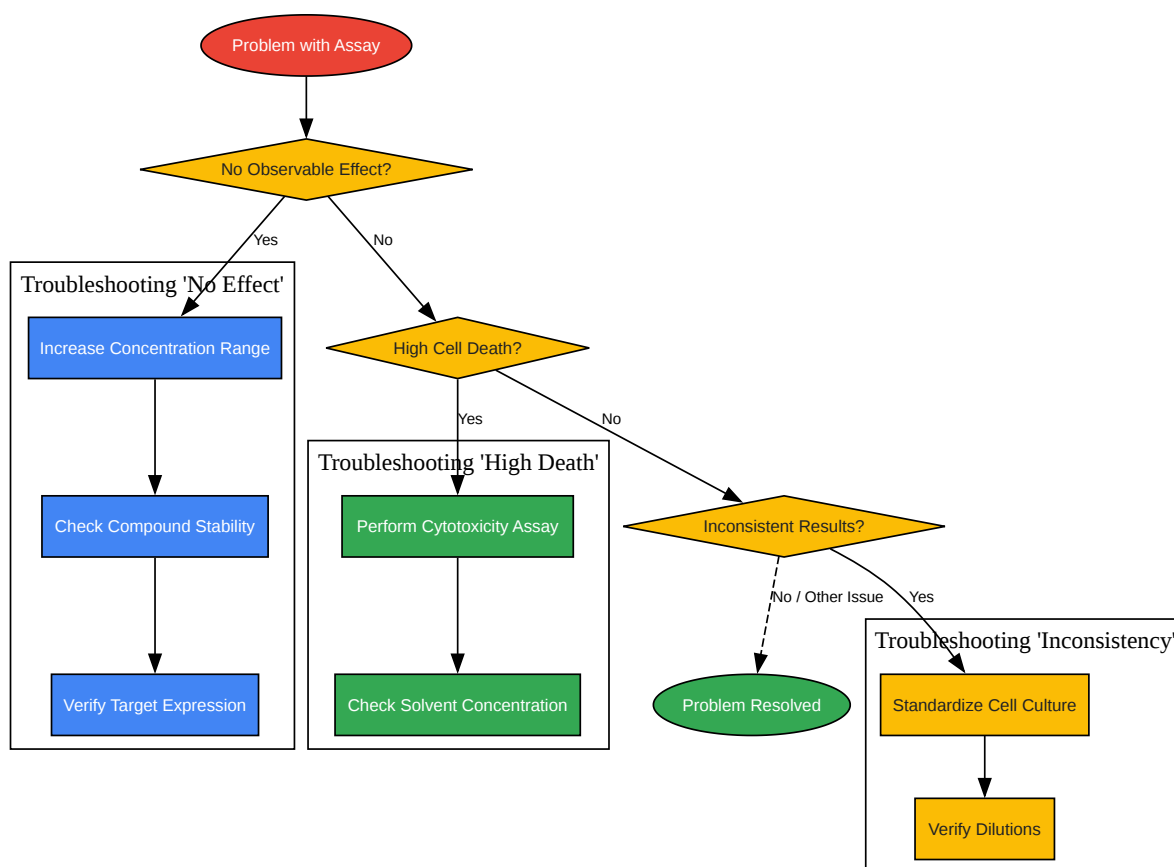 Problem with Assay
No Observable Effect?
Yes
No
Troubleshooting 'No Effect'
Increase Concentration Range
High Cell Death?
Yes
No
Troubleshooting 'High Death'
Check Compound Stability
Perform Cytotoxicity Assay
Inconsistent Results?
No / Other Issue
Yes
Troubleshooting 'Inconsistency'
Verify Target Expression
Check Solvent Concentration
Problem Resolved
Standardize Cell Culture
Verify Dilutions